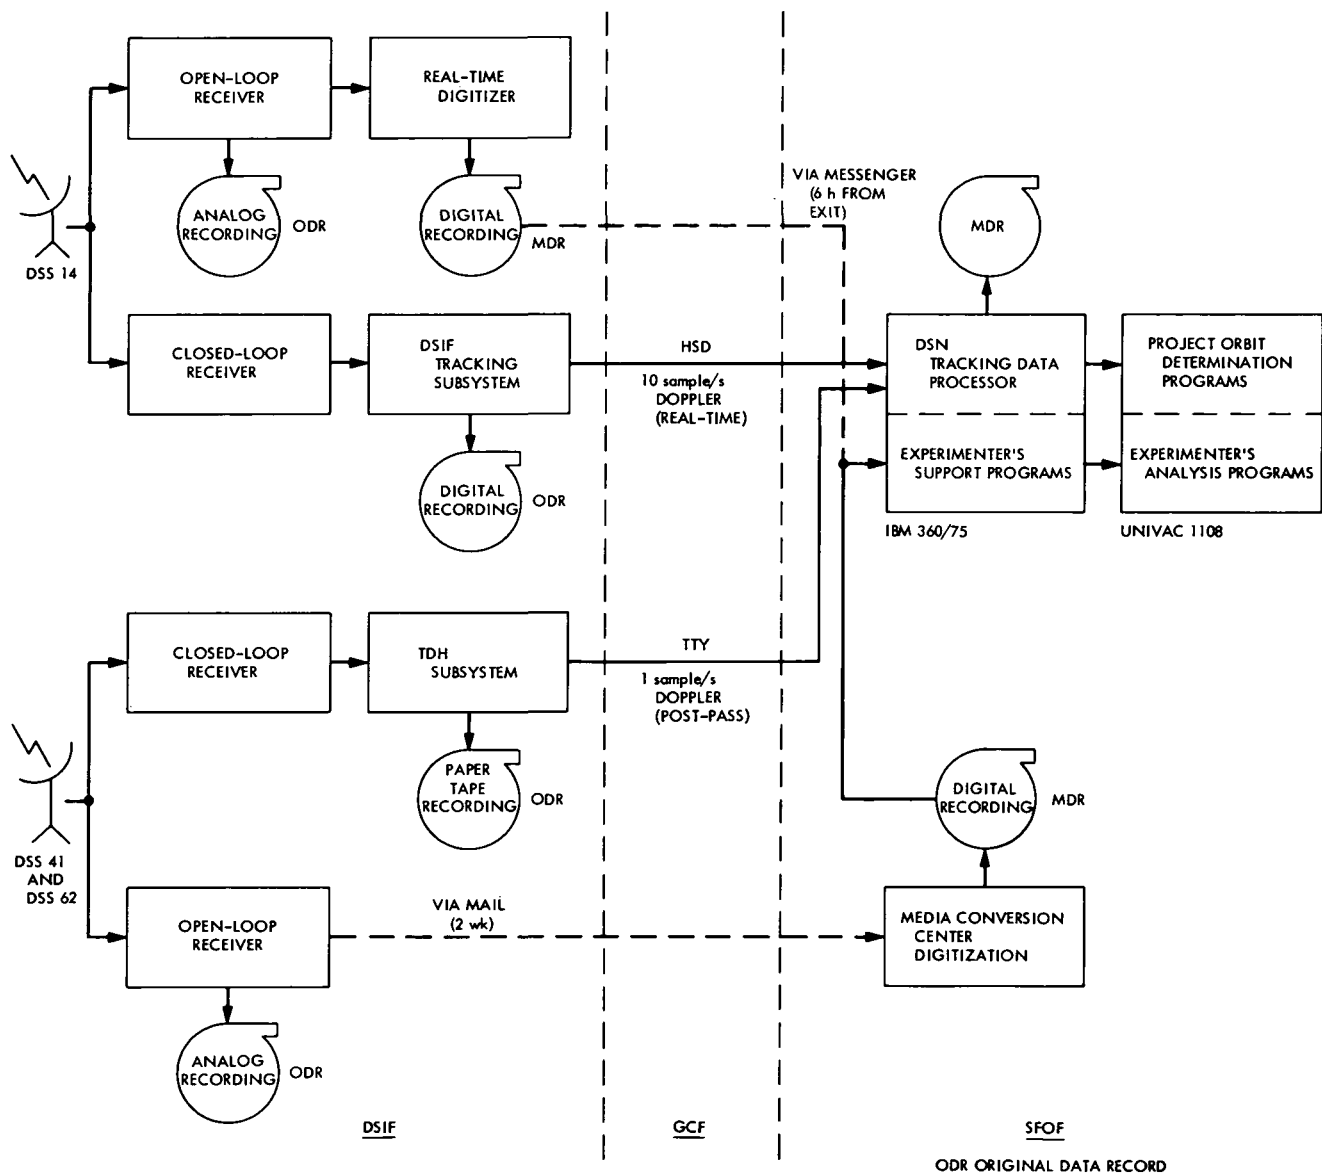 OPEN-LOOP
RECEIVER
REAL-TIME
DIGITIZER
ANALOG
RECORDING
ODR
DIGITAL
RECORDING
MDR
VIA MESSENGER
(6 h FROM
EXIT)
MDR
DSS 14
CLOSED-LOOP
RECEIVER
DSIF
TRACKING
SUBSYSTEM
HSD
10 sample/s
DOPPLER
(REAL-TIME)
DSN
TRACKING DATA
PROCESSOR
PROJECT ORBIT
DETERMINATION
PROGRAMS
EXPERIMENTER'S
SUPPORT PROGRAMS
EXPERIMENTER'S
ANALYSIS PROGRAMS
DIGITAL
RECORDING
ODR
IBM 360/75
UNIVAC 1108
CLOSED-LOOP
RECEIVER
TDH
SUBSYSTEM
TTY
1 sample/s
DOPPLER
(POST-PASS)
PAPER
TAPE
RECORDING
ODR
DIGITAL
RECORDING
MDR
DSS 41
AND
DSS 62
OPEN-LOOP
RECEIVER
VIA MAIL
(2 wk)
MEDIA CONVERSION
CENTER
DIGITIZATION
ANALOG
RECORDING
ODR
DSIF
GCF
SFOF
ODR ORIGINAL DATA RECORD